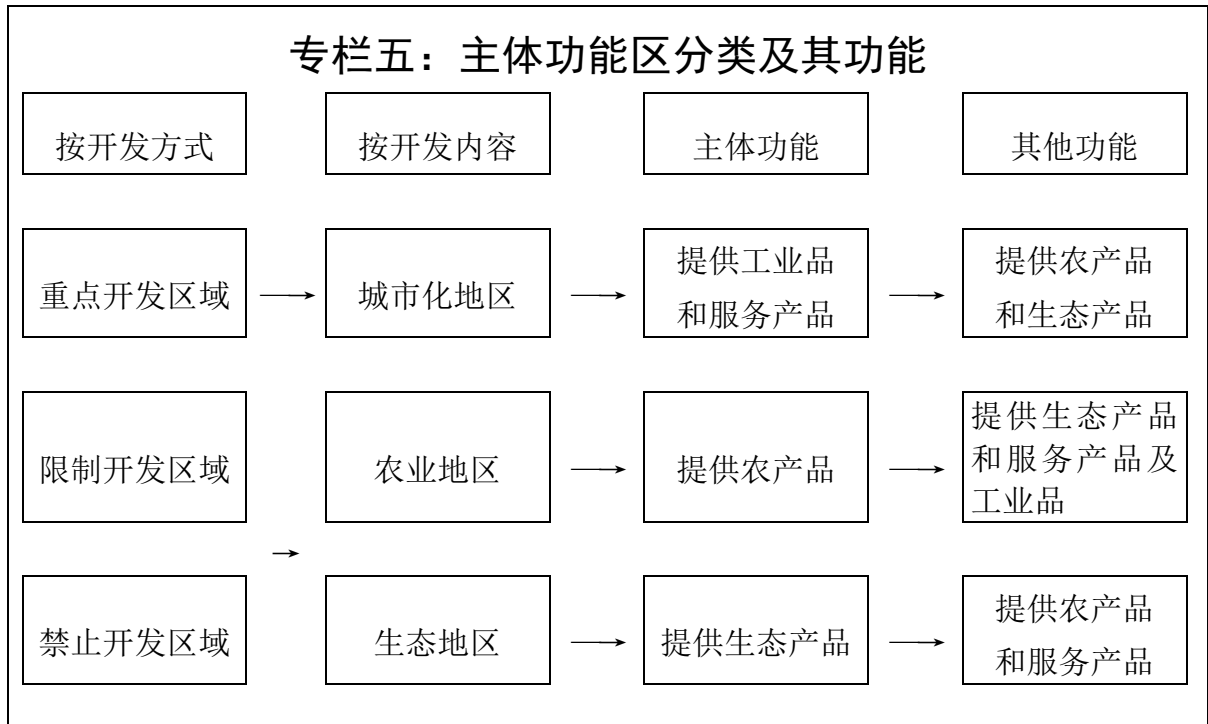 专栏五：主体功能区分类及其功能
按开发方式
按开发内容
主体功能
其他功能
重点开发区域
城市化地区
提供工业品
和服务产品
提供农产品
和生态产品
限制开发区域
农业地区
提供农产品
提供生态产品
和服务产品及
工业品
禁止开发区域
生态地区
提供生态产品
提供农产品
和服务产品